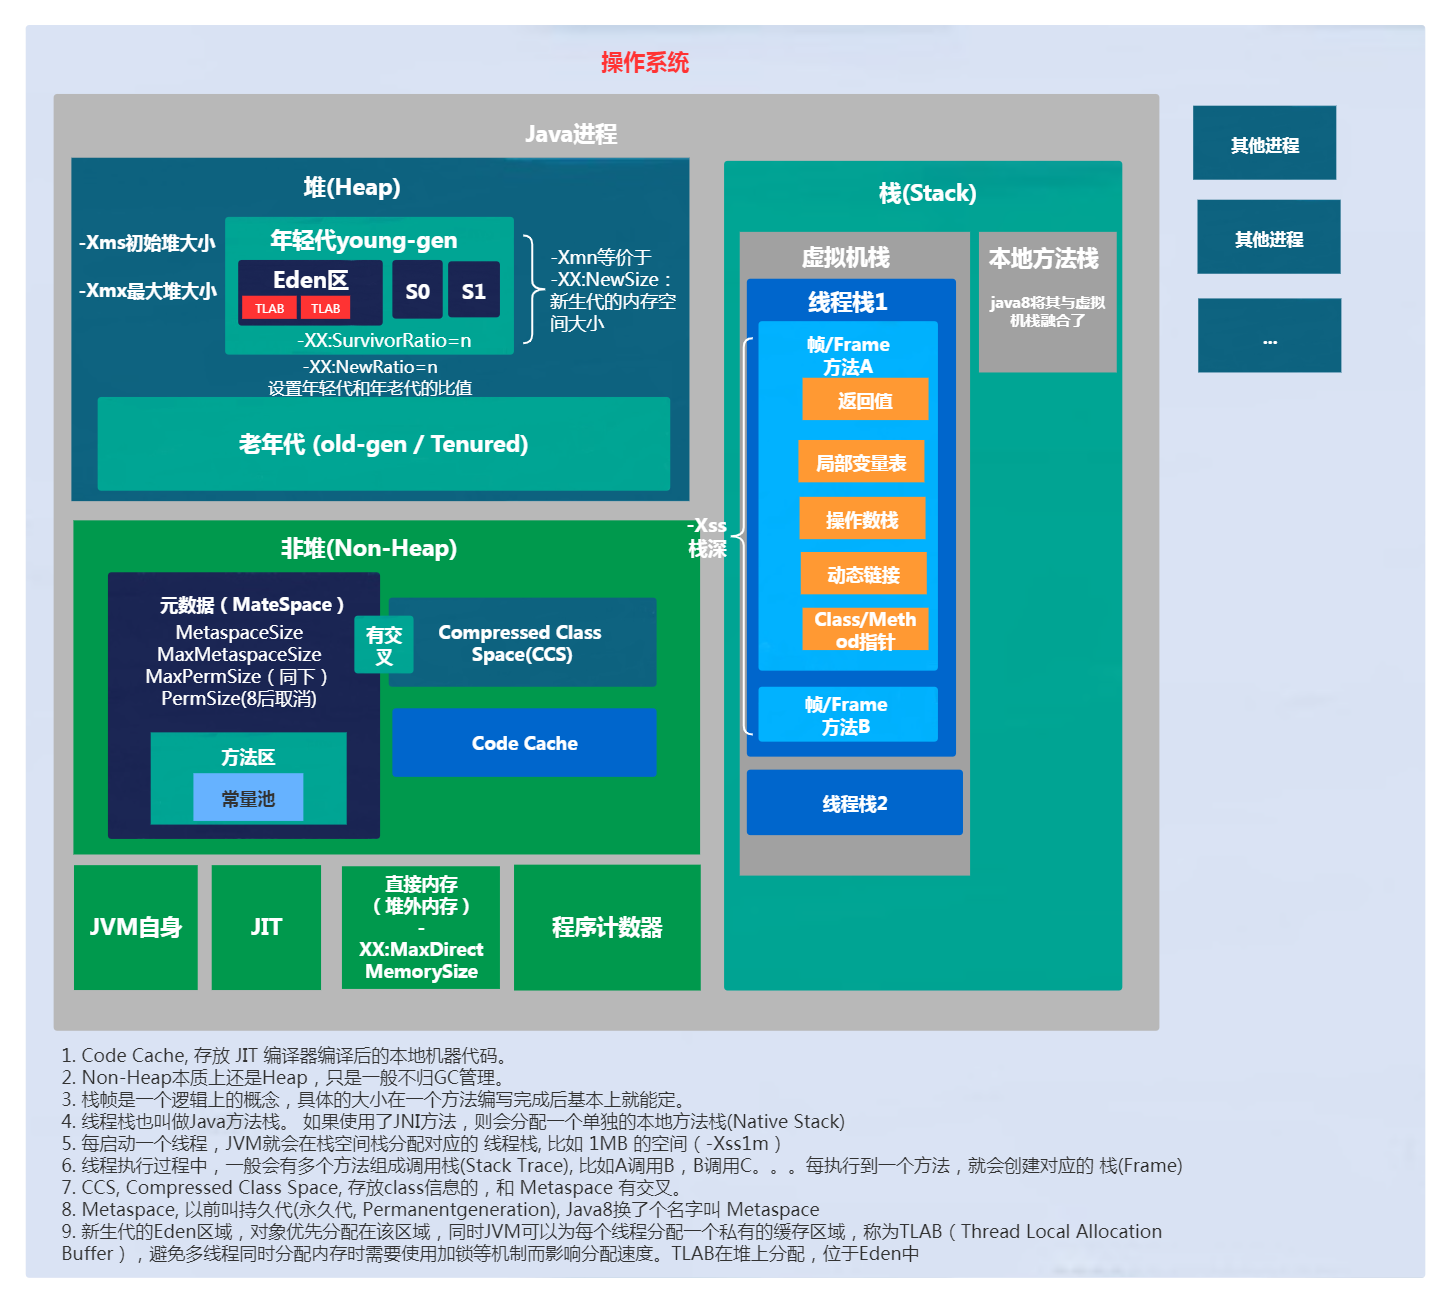 操作系统
Java进程
堆(Heap)
-Xms初始堆大小
-Xmx最大堆大小
年轻代young-gen
Eden区
TLAB
TLAB
S0
S1
-XX:SurvivorRatio=n
-Xmn等价于
-XX:NewSize：
新生代的内存空
间大小
-XX:NewRatio=n
设置年轻代和年老代的比值
老年代 (old-gen / Tenured)
非堆(Non-Heap)
元数据（MateSpace）
MetaspaceSize
MaxMetaspaceSize
MaxPermSize（同下）
PermSize(8后取消)
方法区
常量池
有交
叉
Compressed Class
Space(CCS)
Code Cache
JVM自身
JIT
直接内存
（堆外内存）
-
XX:MaxDirect
MemorySize
程序计数器
栈(Stack)
虚拟机栈
线程栈1
帧/Frame
方法A
返回值
局部变量表
操作数栈
动态链接
Class/Meth
od指针
帧/Frame
方法B
线程栈2
-Xss
栈深
本地方法栈
java8将其与虚拟
机栈融合了
其他进程
其他进程
...
1. Code Cache, 存放 JIT 编译器编译后的本地机器代码。
2. Non-Heap本质上还是Heap，只是一般不归GC管理。
3. 栈帧是一个逻辑上的概念，具体的大小在一个方法编写完成后基本上就能定。
4. 线程栈也叫做Java方法栈。 如果使用了JNI方法，则会分配一个单独的本地方法栈(Native Stack)
5. 每启动一个线程，JVM就会在栈空间栈分配对应的 线程栈, 比如 1MB 的空间（-Xss1m）
6. 线程执行过程中，一般会有多个方法组成调用栈(Stack Trace), 比如A调用B，B调用C。。。每执行到一个方法，就会创建对应的 栈(Frame)
7. CCS, Compressed Class Space, 存放class信息的，和 Metaspace 有交叉。
8. Metaspace, 以前叫持久代(永久代, Permanentgeneration), Java8换了个名字叫 Metaspace
9. 新生代的Eden区域，对象优先分配在该区域，同时JVM可以为每个线程分配一个私有的缓存区域，称为TLAB（Thread Local Allocation
Buffer），避免多线程同时分配内存时需要使用加锁等机制而影响分配速度。TLAB在堆上分配，位于Eden中